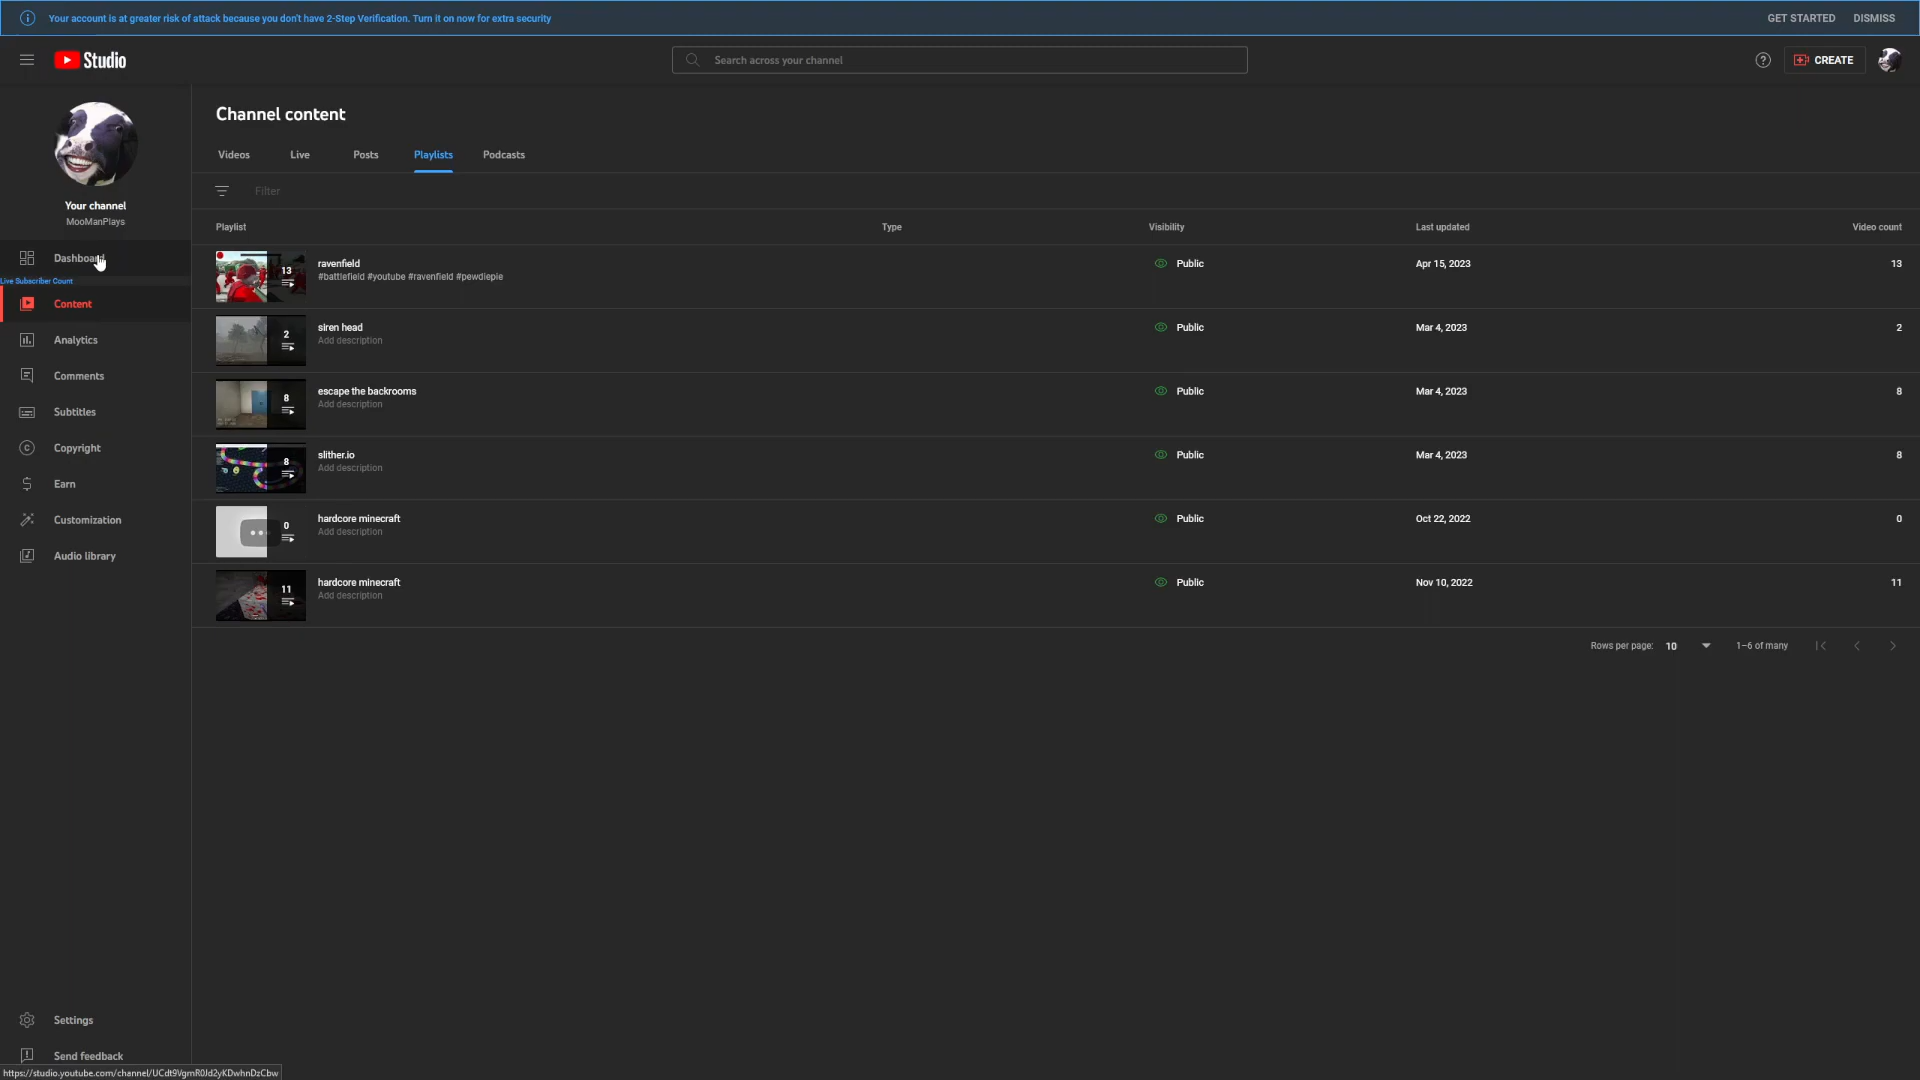 Your account is at greater risk of attack because you don't have 2-Step Verification. Turn it on now for extra security
GET STARTED
DISMISS
Studio
Search across your channel
CREATE
Your channel
MooManPlays
Dashboard
Live Subscriber Count
Content
Analytics
Comments
Subtitles
Copyright
Earn
Customization
Audio library
Settings
Send feedback
Channel content
Videos Live Posts Playlists Podcasts
Filter
Playlist Type Visibility Last updated Video count
13 ravenfield Public Apr 15, 2023 13
#battlefield #youtube #ravenfield #pewdiepie
2 siren head Public Mar 4, 2023 2
Add description
8 escape the backrooms Public Mar 4, 2023 8
Add description
8 slither.io Public Mar 4, 2023 8
Add description
0 hardcore minecraft Public Oct 22, 2022 0
Add description
11 hardcore minecraft Public Nov 10, 2022 11
Add description
Rows per page: 10 1–6 of many